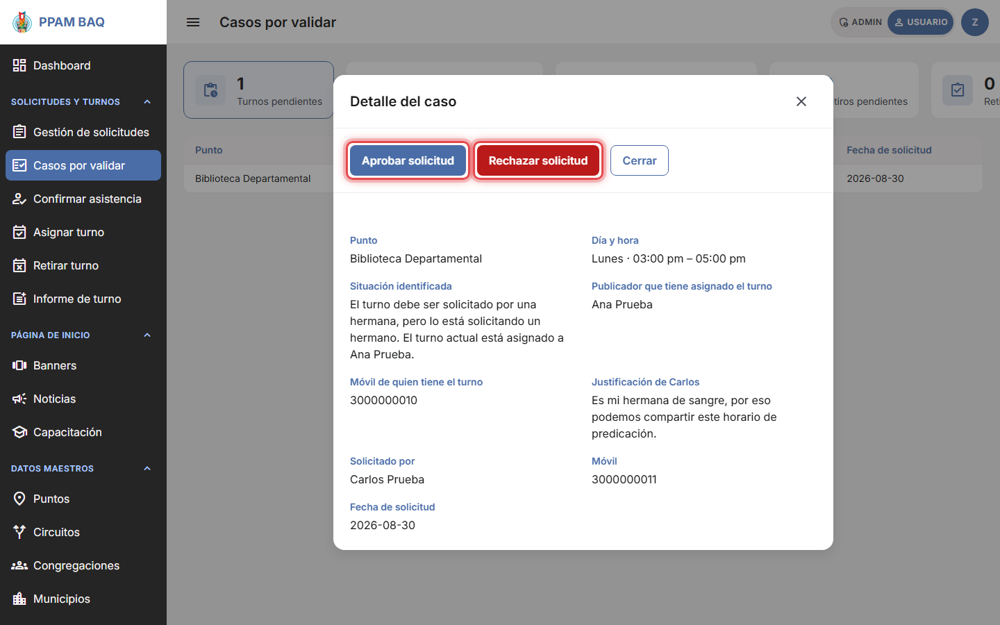 PPAM BAQ
Casos por validar
ADMIN
USUARIO
Z
Dashboard
SOLICITUDES Y TURNOS
Gestión de solicitudes
Casos por validar
Confirmar asistencia
Asignar turno
Retirar turno
Informe de turno
PÁGINA DE INICIO
Banners
Noticias
Capacitación
DATOS MAESTROS
Puntos
Circuitos
Congregaciones
Municipios
1
Turnos pendientes
pendientes
0
Punto
Fecha de solicitud
Biblioteca Departamental
2026-08-30
Detalle del caso
Aprobar solicitud
Rechazar solicitud
Cerrar
Punto
Biblioteca Departamental
Día y hora
Lunes · 03:00 pm – 05:00 pm
Situación identificada
El turno debe ser solicitado por una
hermana, pero lo está solicitando un
hermano. El turno actual está asignado a
Ana Prueba.
Publicador que tiene asignado el turno
Ana Prueba
Móvil de quien tiene el turno
3000000010
Justificación de Carlos
Es mi hermana de sangre, por eso
podemos compartir este horario de
predicación.
Solicitado por
Carlos Prueba
Móvil
3000000011
Fecha de solicitud
2026-08-30